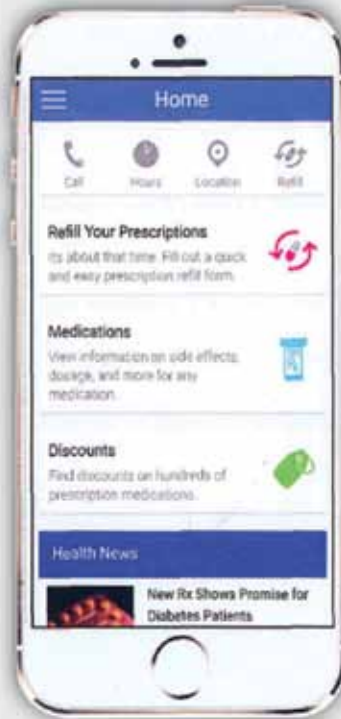 Home
Call
Hours
Location
Refill
Refill Your Prescriptions
Its about that time. Fill out a quick
and easy prescription refill form.
Medications
View information on side effects,
dosage, and more for any
medication.
Discounts
Find discounts on hundreds of
prescription medications.
Health News
New Rx Shows Promise for
Diabetes Patients